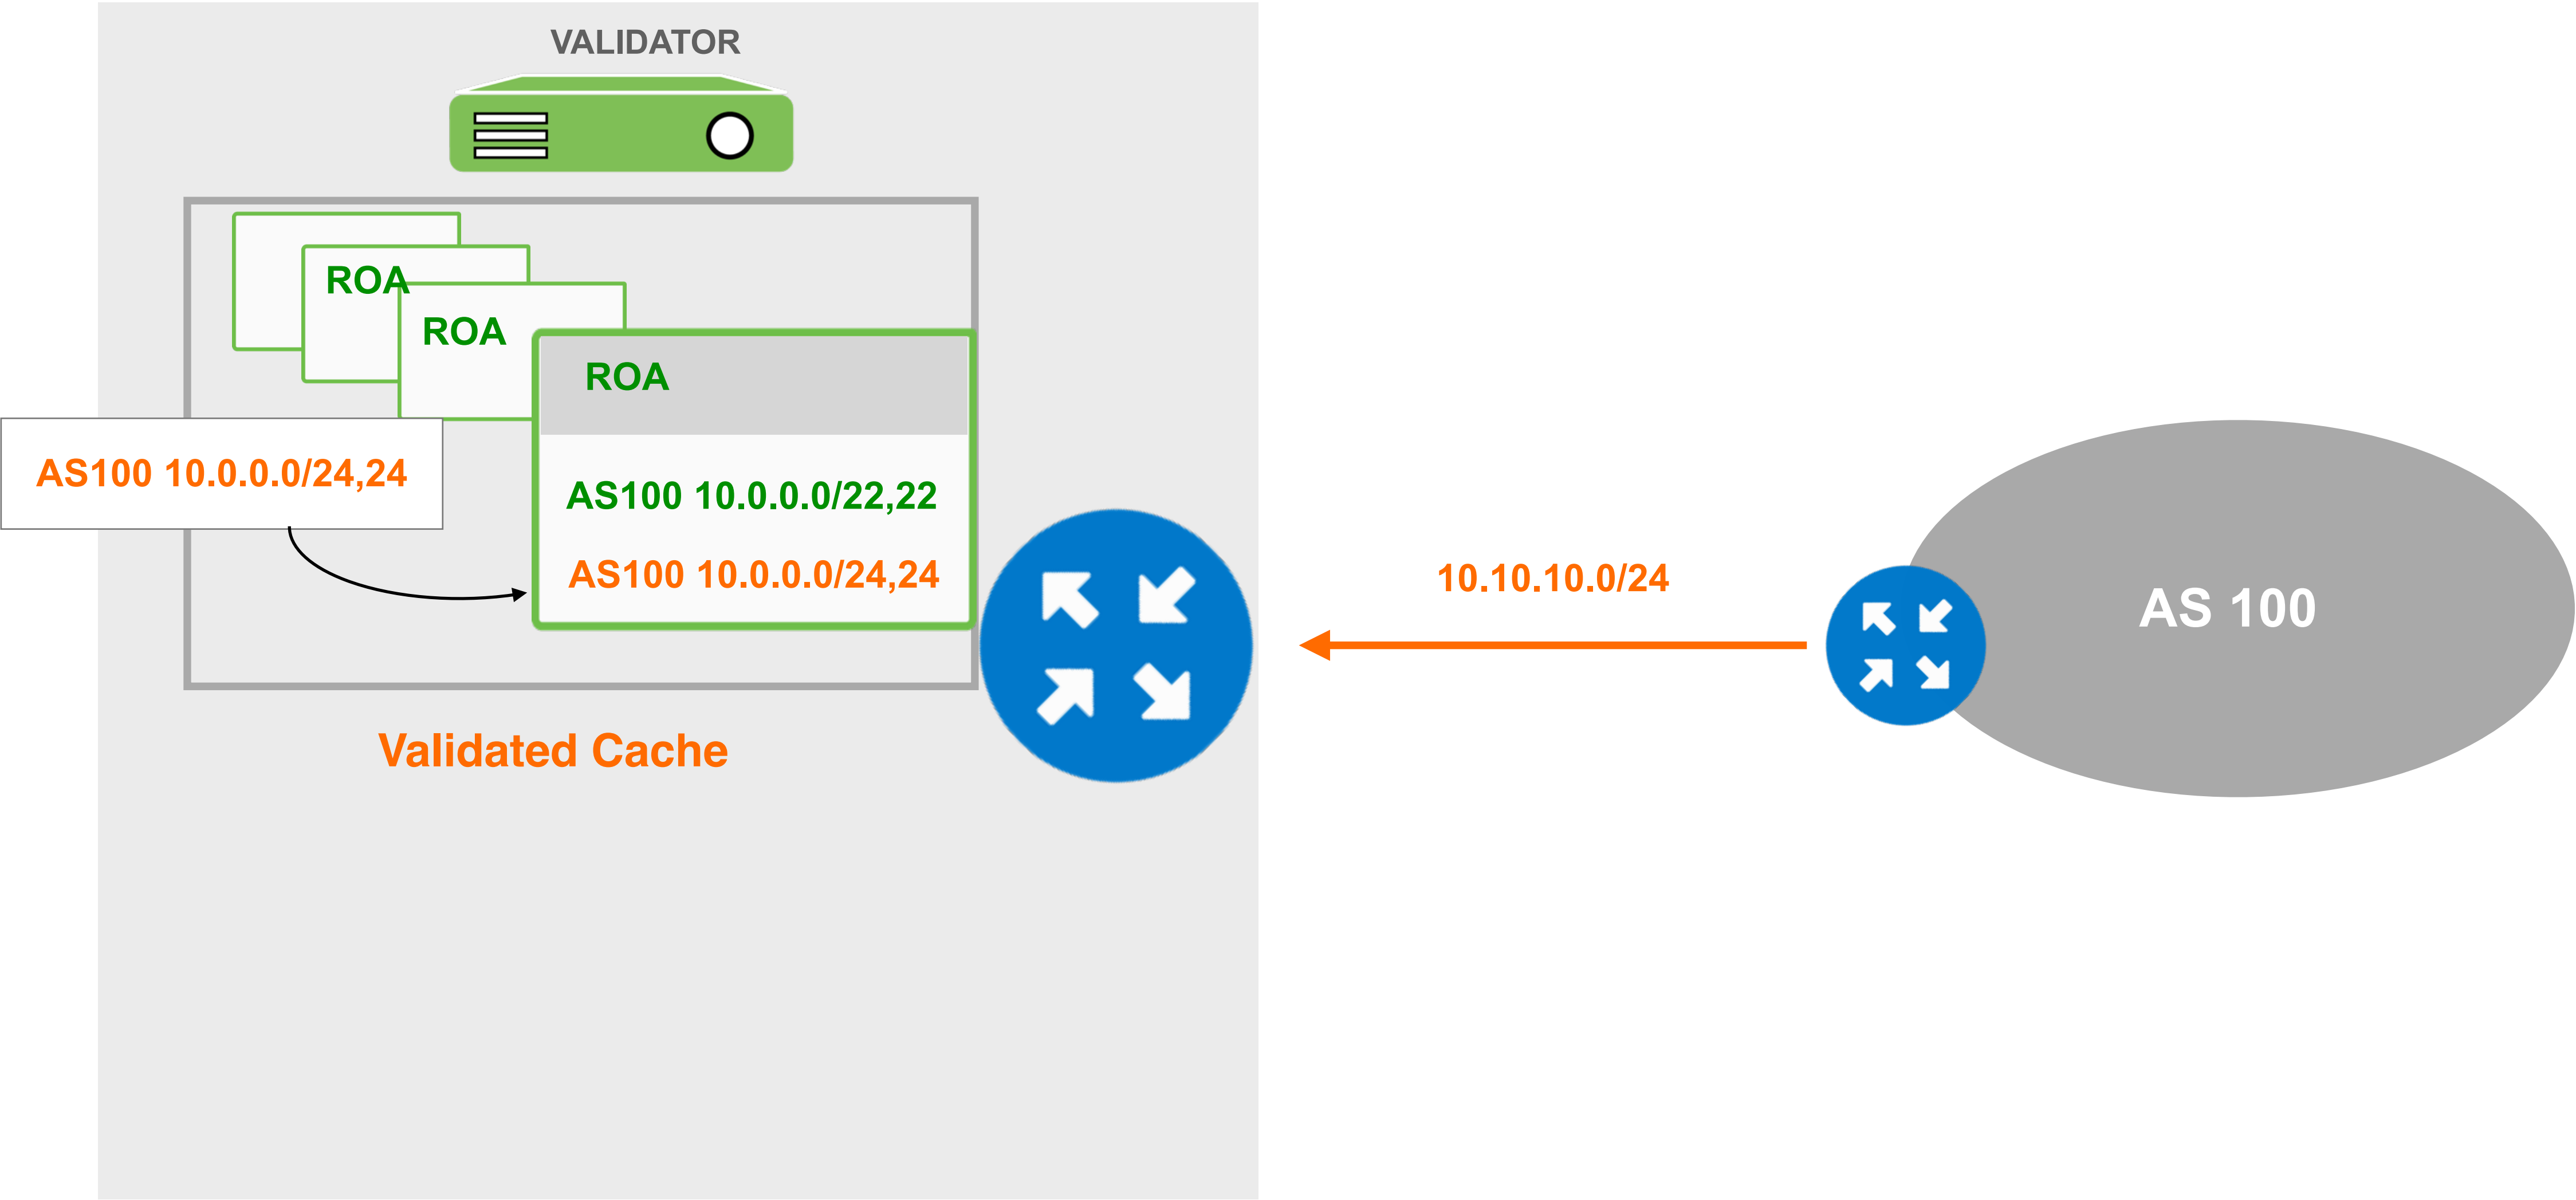 VALIDATOR
ROA
ROA
ROA
AS100 10.0.0.0/24,24
AS100 10.0.0.0/22,22
AS100 10.0.0.0/24,24
10.10.10.0/24
AS 100
Validated Cache